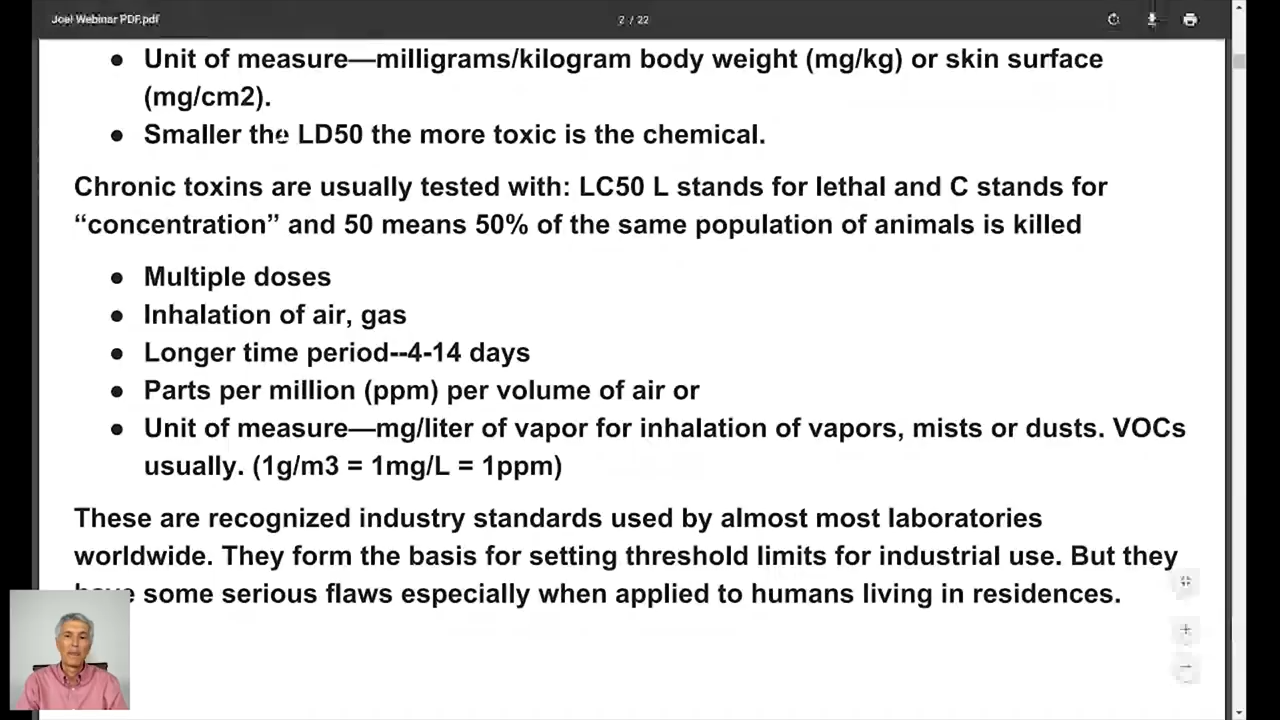 Joel Webinar PDF.pdf
2 / 22
• Unit of measure—milligrams/kilogram body weight (mg/kg) or skin surface
(mg/cm2).
• Smaller the LD50 the more toxic is the chemical.
Chronic toxins are usually tested with: LC50 L stands for lethal and C stands for
“concentration” and 50 means 50% of the same population of animals is killed
• Multiple doses
• Inhalation of air, gas
• Longer time period--4-14 days
• Parts per million (ppm) per volume of air or
• Unit of measure—mg/liter of vapor for inhalation of vapors, mists or dusts. VOCs
usually. (1g/m3 = 1mg/L = 1ppm)
These are recognized industry standards used by almost most laboratories
worldwide. They form the basis for setting threshold limits for industrial use. But they
have some serious flaws especially when applied to humans living in residences.